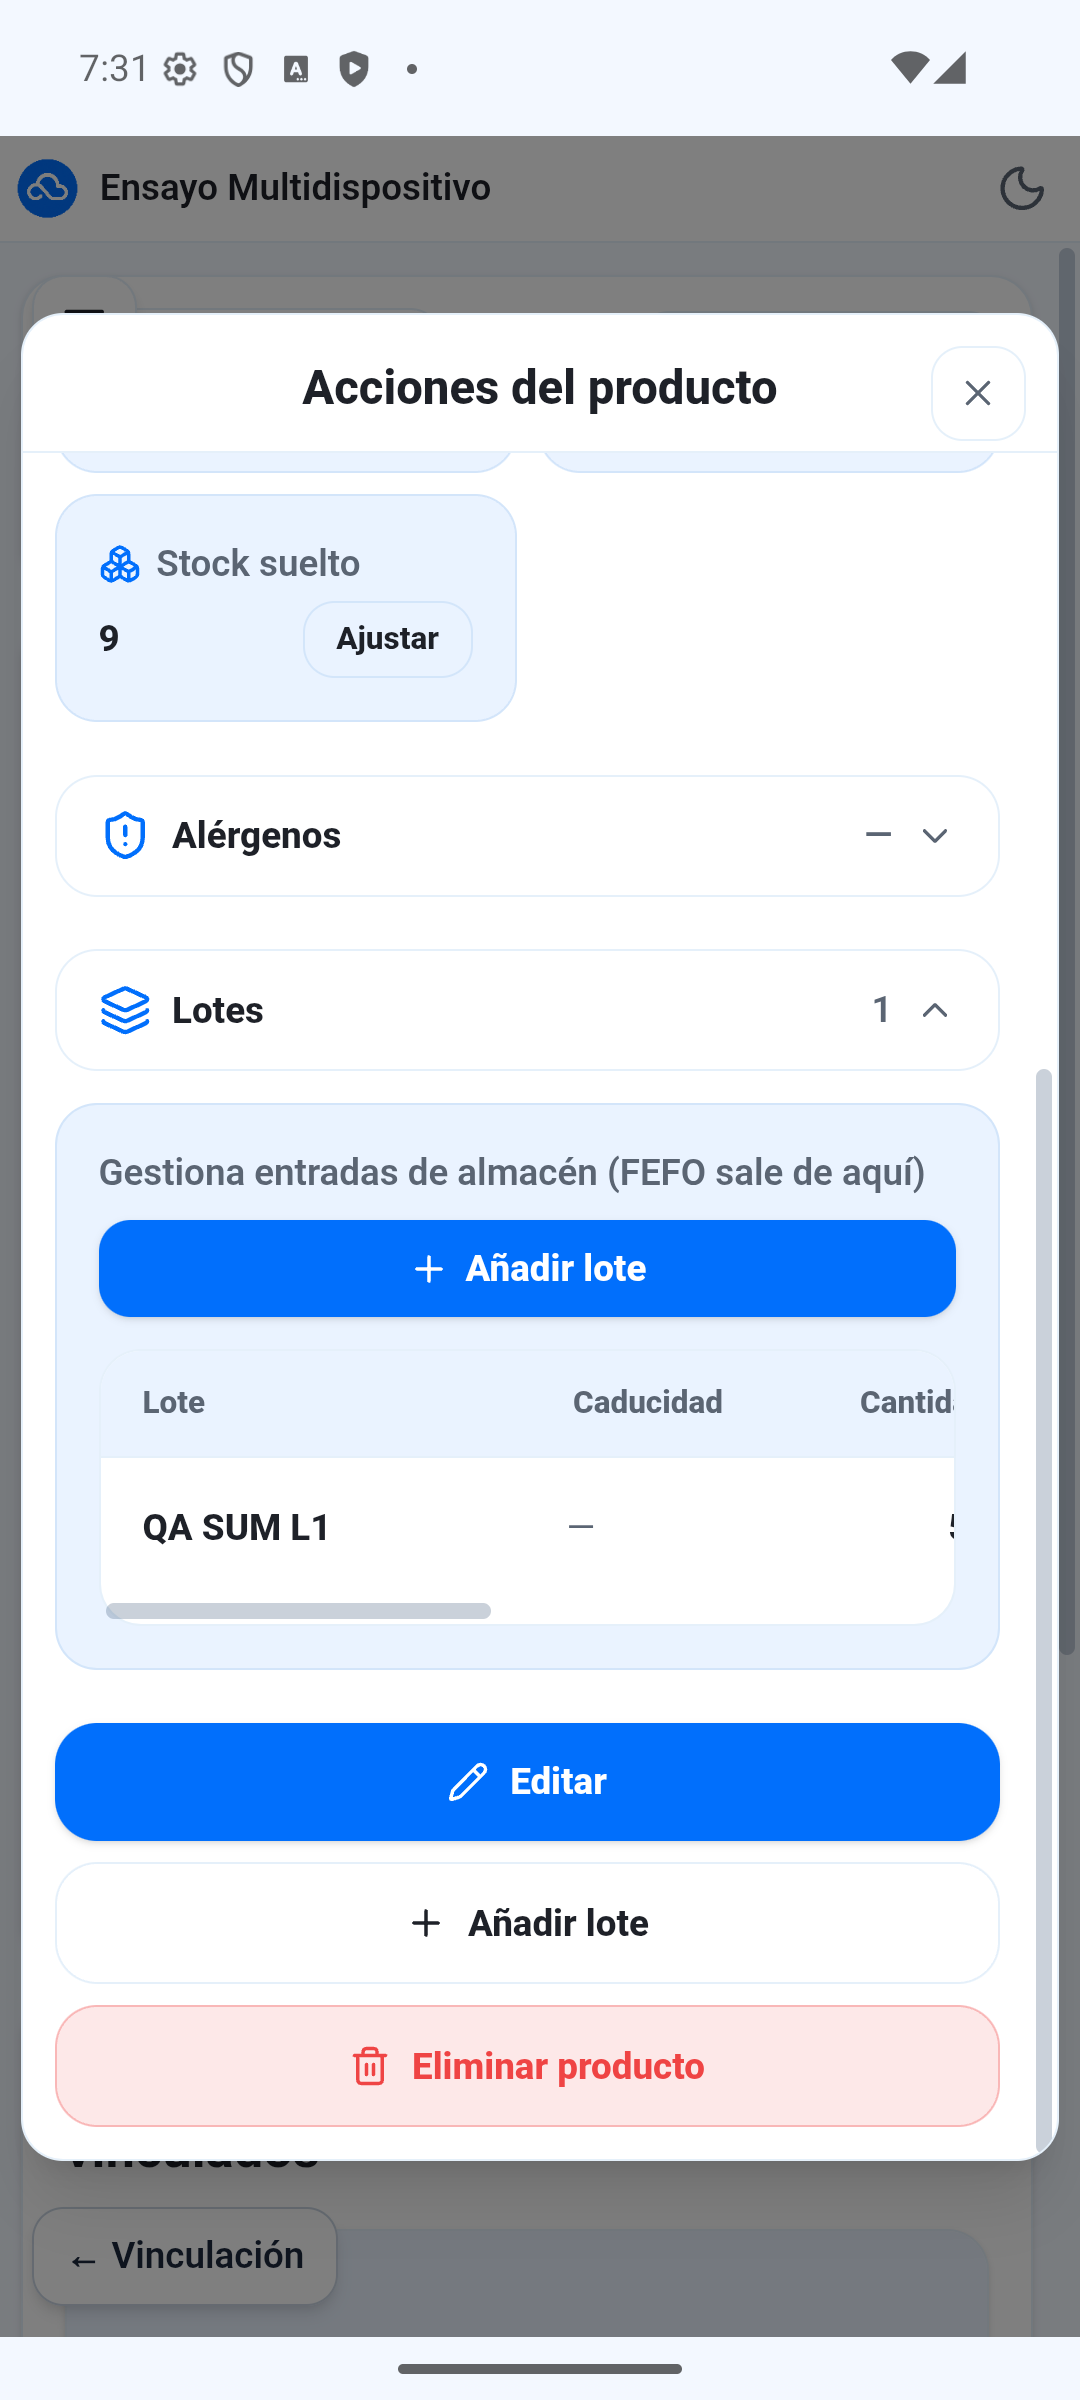 7:31
Ensayo Multidispositivo
Acciones del producto
Stock suelto
9
Ajustar
Alérgenos
—
Lotes
1
Gestiona entradas de almacén (FEFO sale de aquí)
+ Añadir lote
Lote Caducidad
QA SUM L1 —
Editar
+ Añadir lote
Eliminar producto
← Vinculación